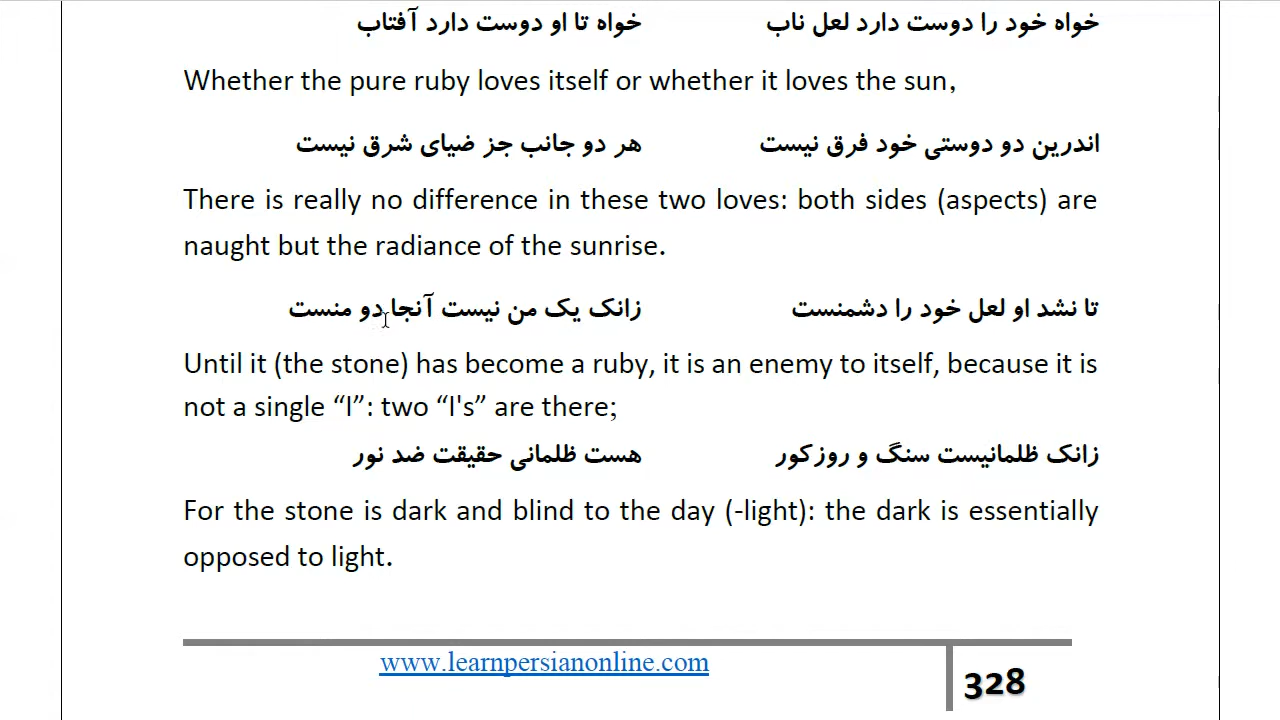 خواه خود را دوست دارد لعل ناب خواه تا او دوست دارد آفتاب
Whether the pure ruby loves itself or whether it loves the sun,
اندرین دو دوستی خود فرق نیست هر دو جانب جز ضیای شرق نیست
There is really no difference in these two loves: both sides (aspects) are
naught but the radiance of the sunrise.
تا نشد او لعل خود را دشمنست زانک یک من نیست آنجا دو منست
Until it (the stone) has become a ruby, it is an enemy to itself, because it is
not a single “I”: two “I's” are there;
زانک ظلمانیست سنگ و روزکور هست ظلمانی حقیقت ضد نور
For the stone is dark and blind to the day (-light): the dark is essentially
opposed to light.
www.learnpersianonline.com
328